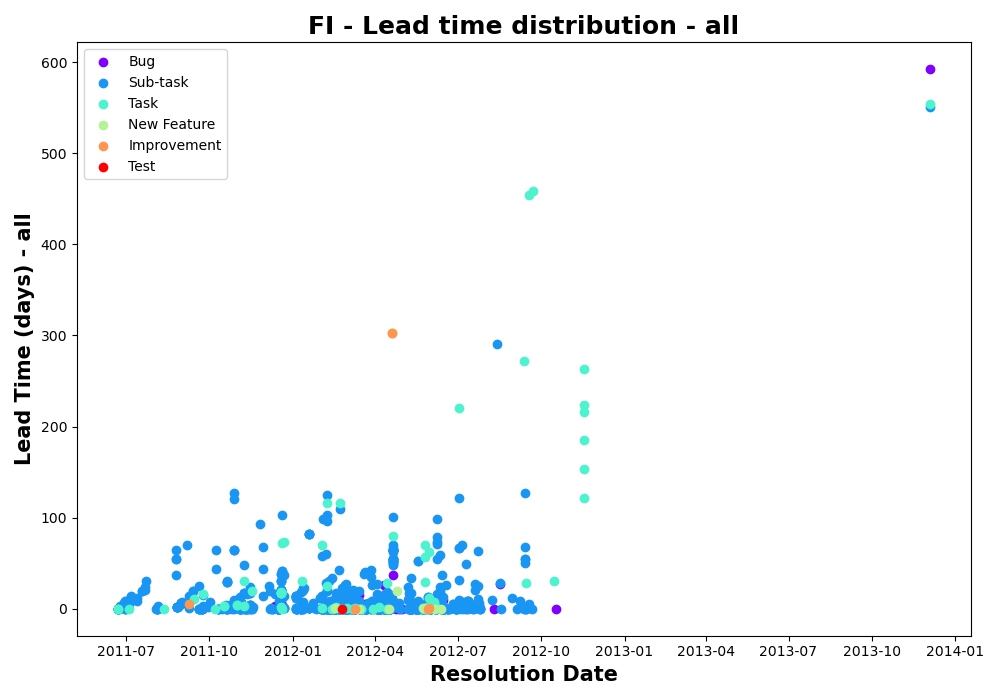 FI - Lead time distribution - all
Bug
Sub-task
Task
New Feature
Improvement
Test
Lead Time (days) - all
600
500
400
300
200
100
0
2011-07 2011-10 2012-01 2012-04 2012-07 2012-10 2013-01 2013-04 2013-07 2013-10 2014-01
Resolution Date